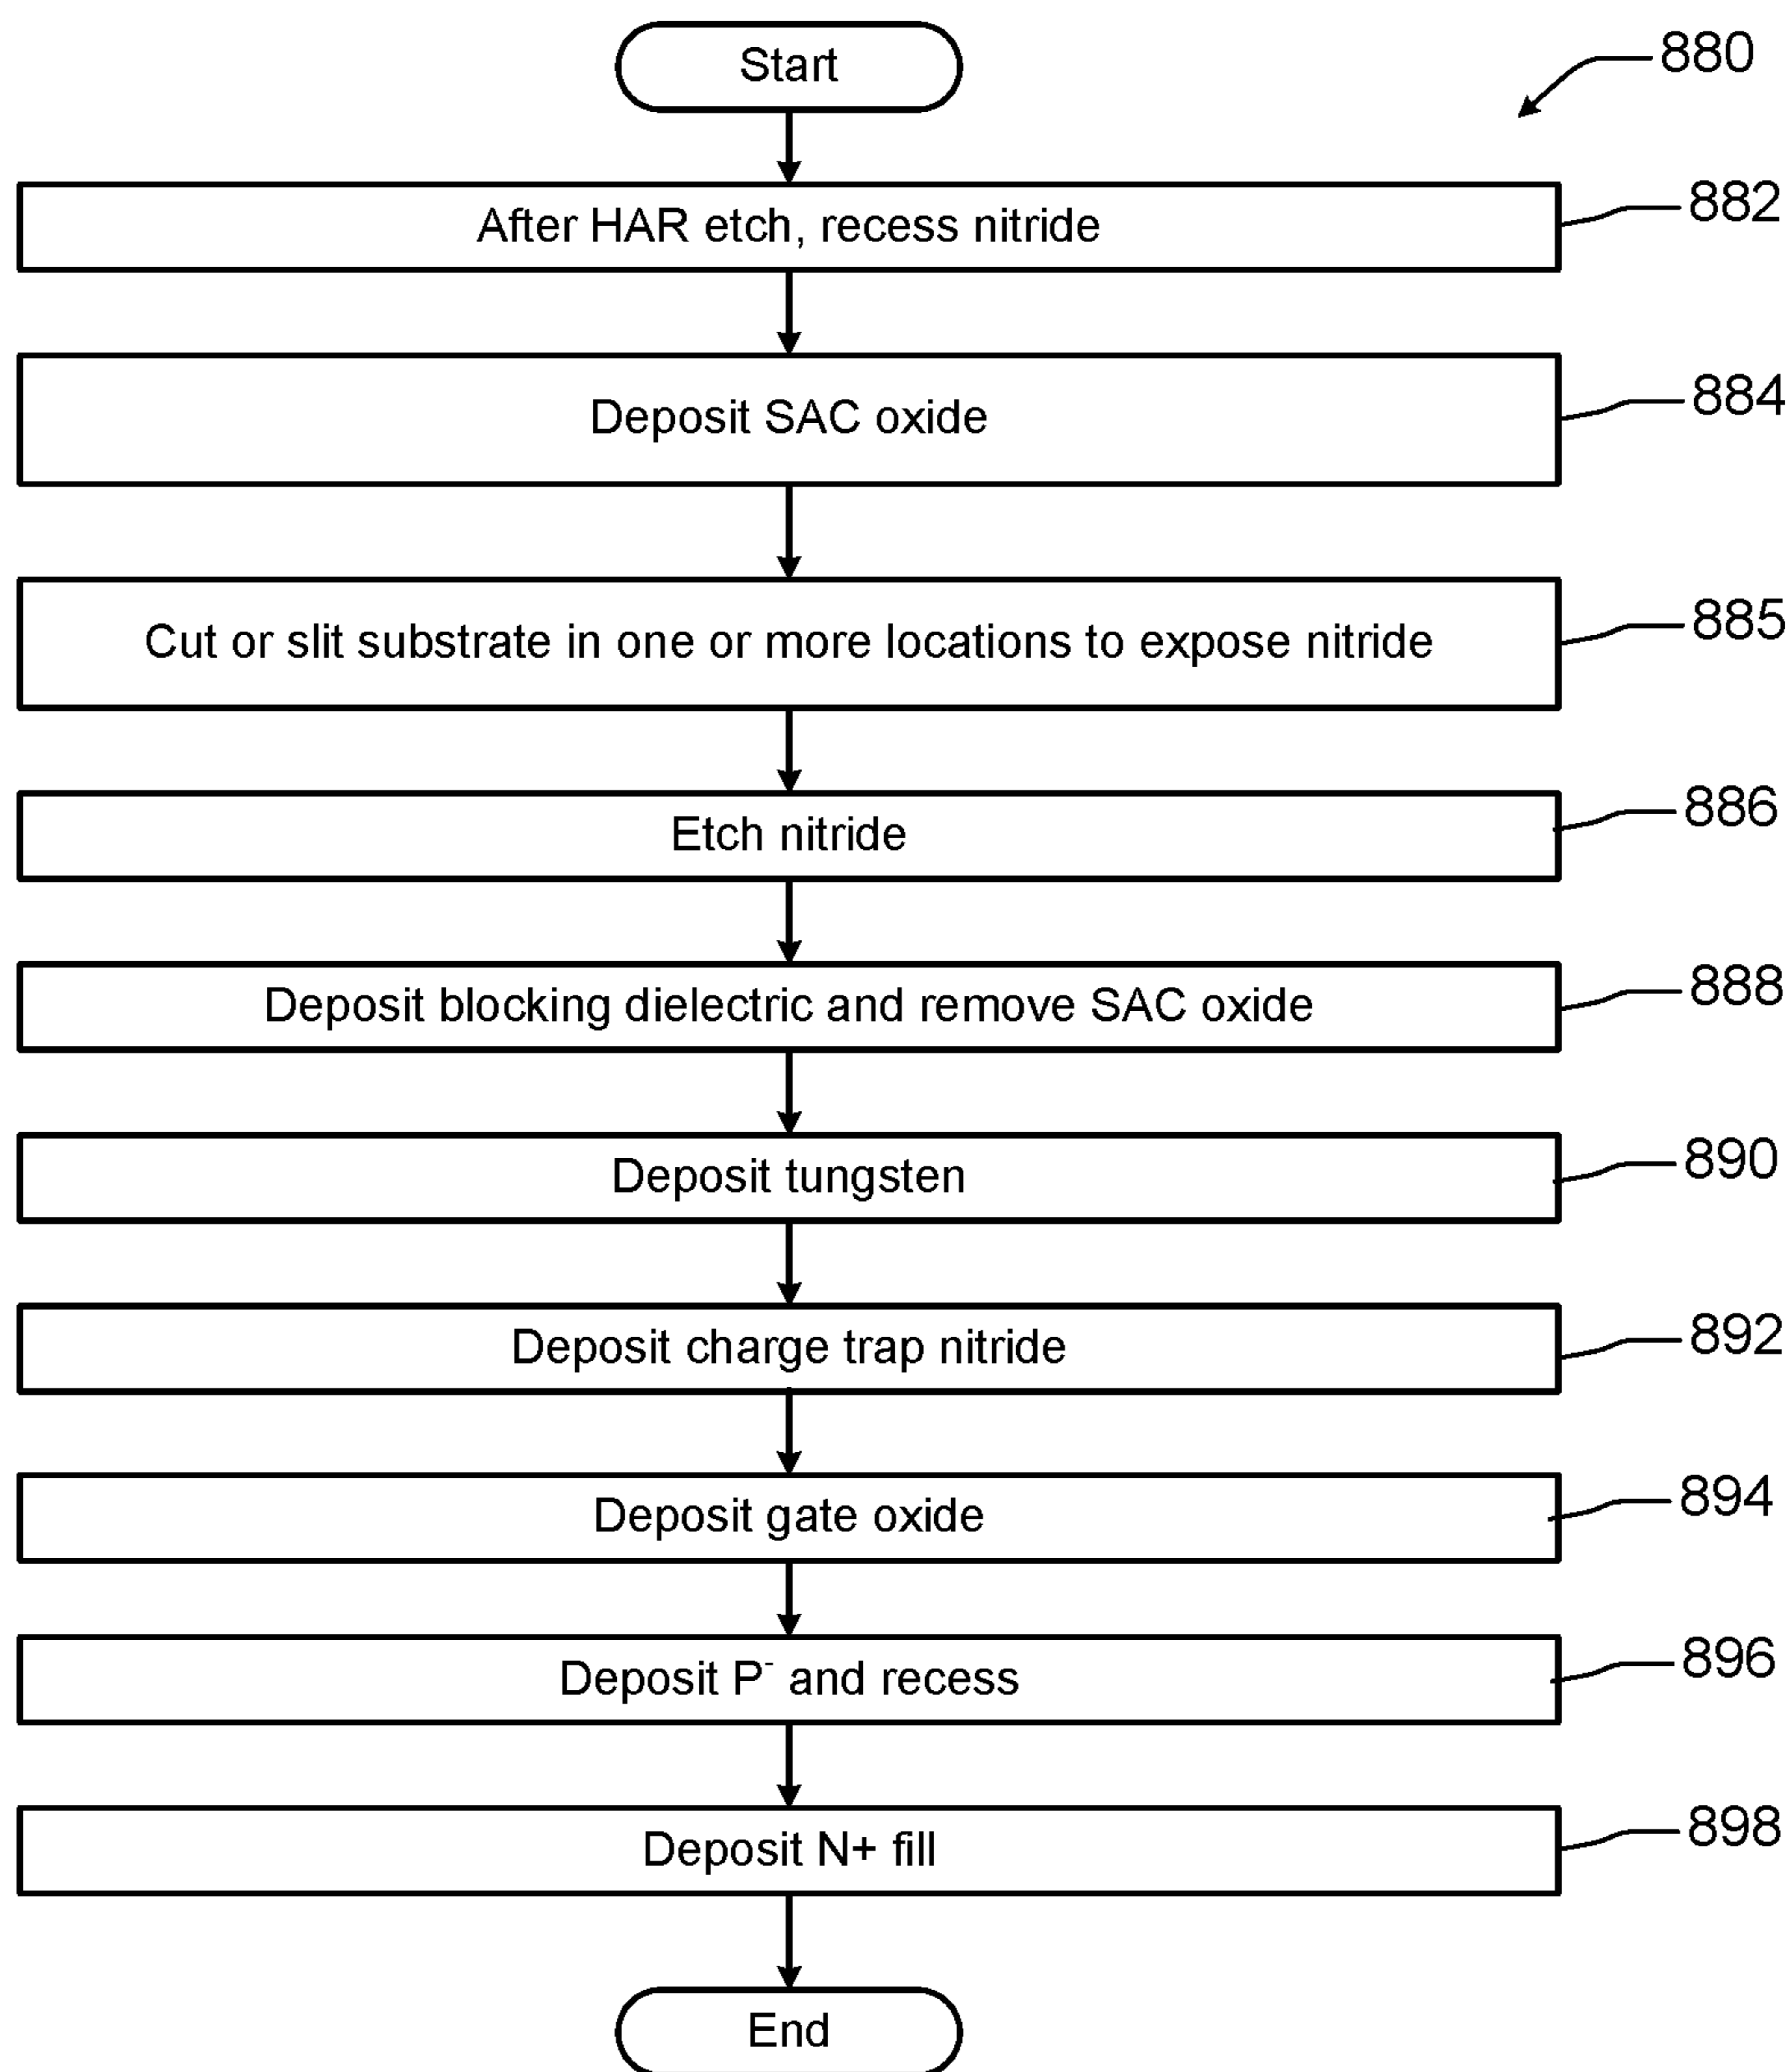 Start
880
After HAR etch, recess nitride
882
Deposit SAC oxide
884
Cut or slit substrate in one or more locations to expose nitride
885
Etch nitride
886
Deposit blocking dielectric and remove SAC oxide
888
Deposit tungsten
890
Deposit charge trap nitride
892
Deposit gate oxide
894
Deposit P⁻ and recess
896
Deposit N+ fill
898
End